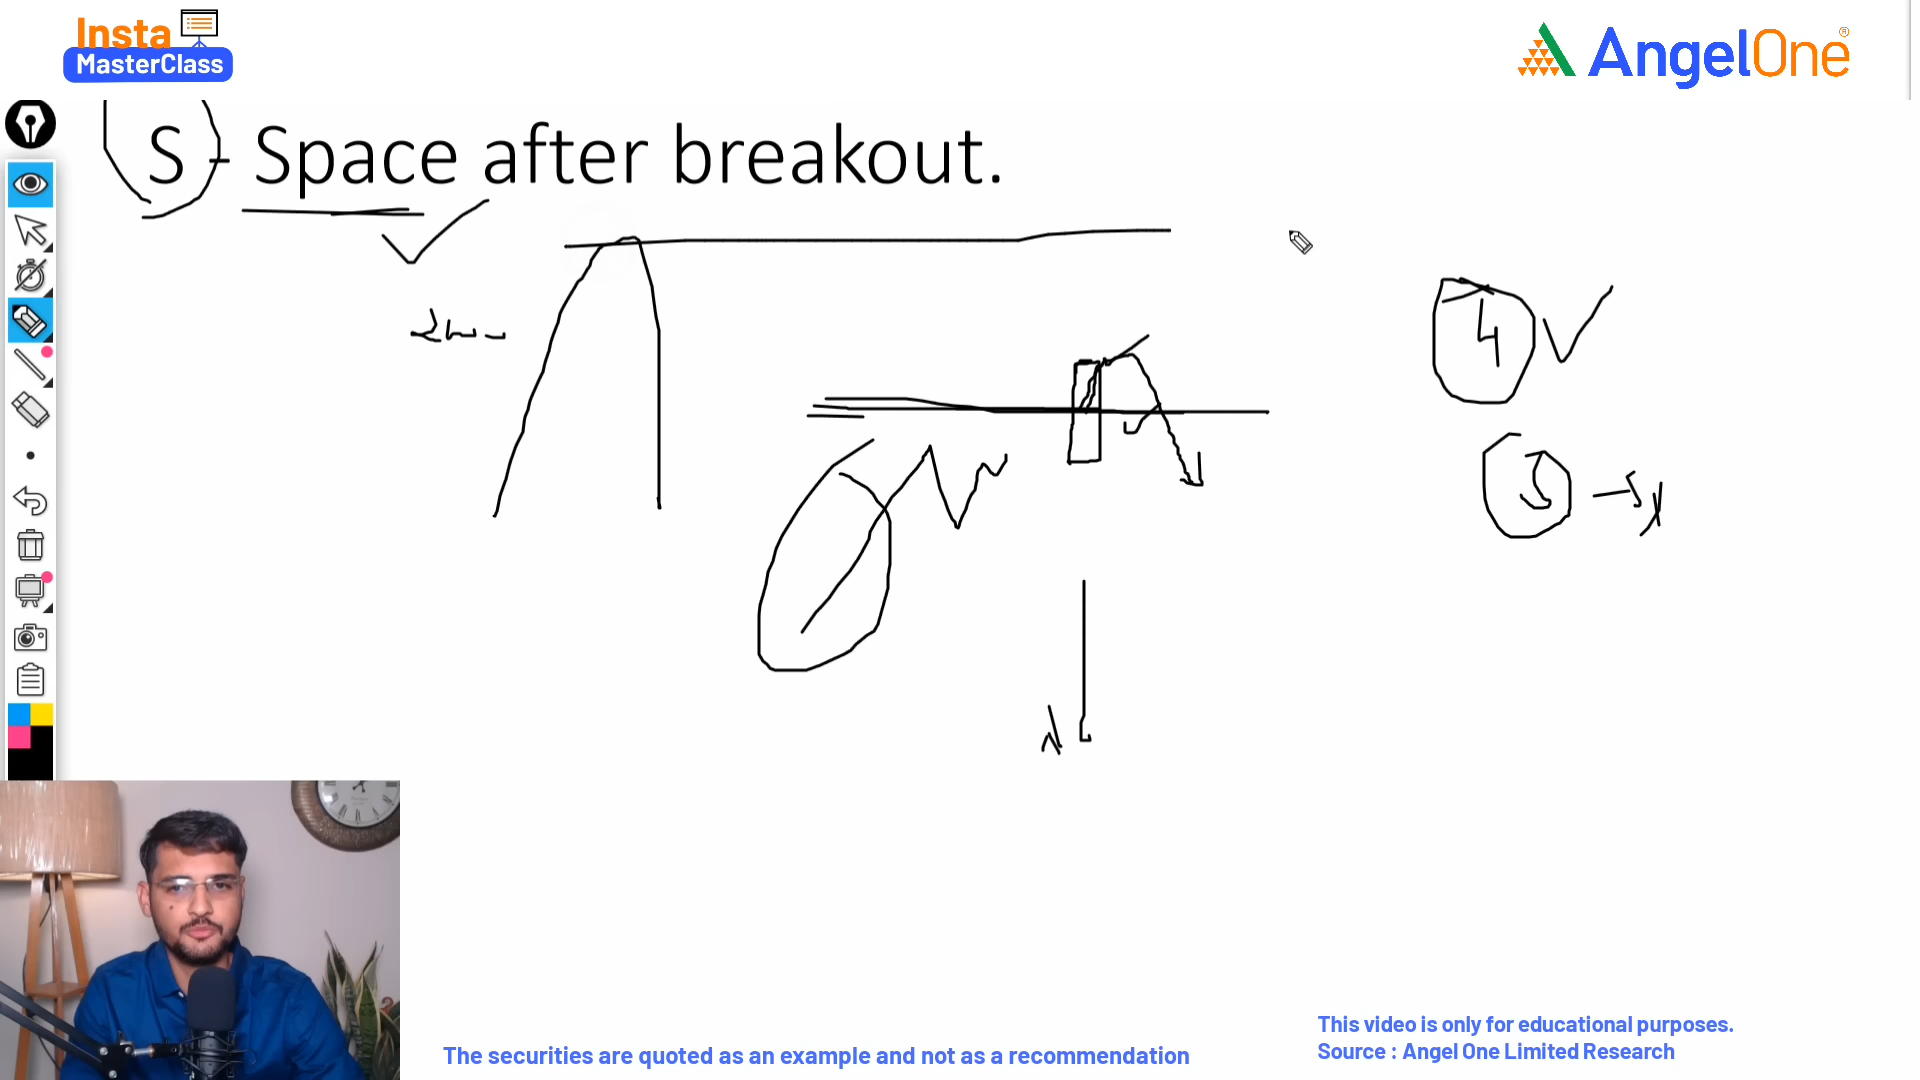 Insta
MasterClass
AngelOne
S - Space after breakout.
4
The securities are quoted as an example and not as a recommendation
This video is only for educational purposes.
Source : Angel One Limited Research